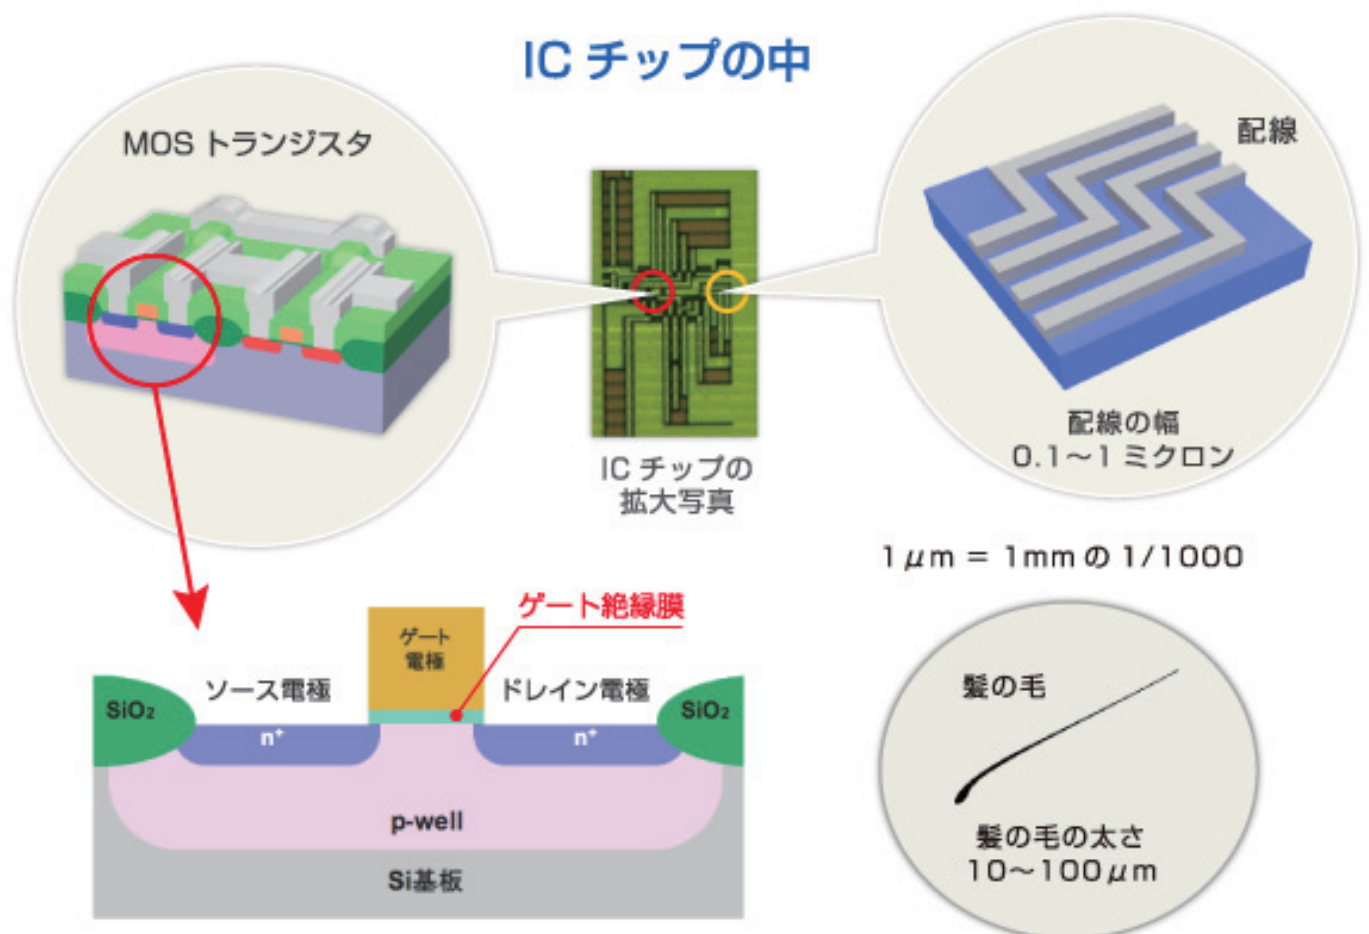 IC チップの中
MOS トランジスタ
配線
配線の幅
0.1～1 ミクロン
IC チップの
拡大写真
1μm = 1mm の 1/1000
ゲート絶縁膜
ゲート
電極
ソース電極
ドレイン電極
SiO₂
SiO₂
n⁺
n⁺
p-well
Si基板
髪の毛
髪の毛の太さ
10～100μm